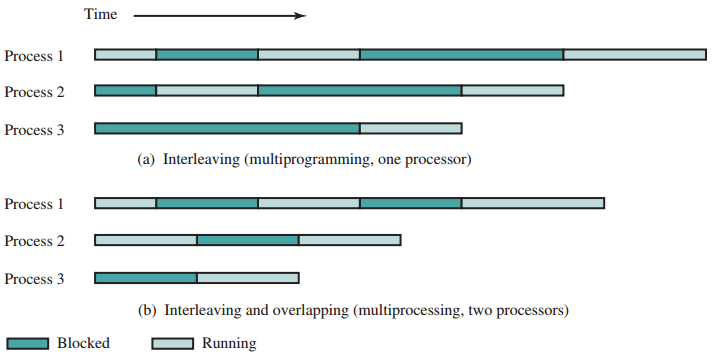 Time
Process 1
Process 2
Process 3
(a) Interleaving (multiprogramming, one processor)
Process 1
Process 2
Process 3
(b) Interleaving and overlapping (multiprocessing, two processors)
Blocked Running